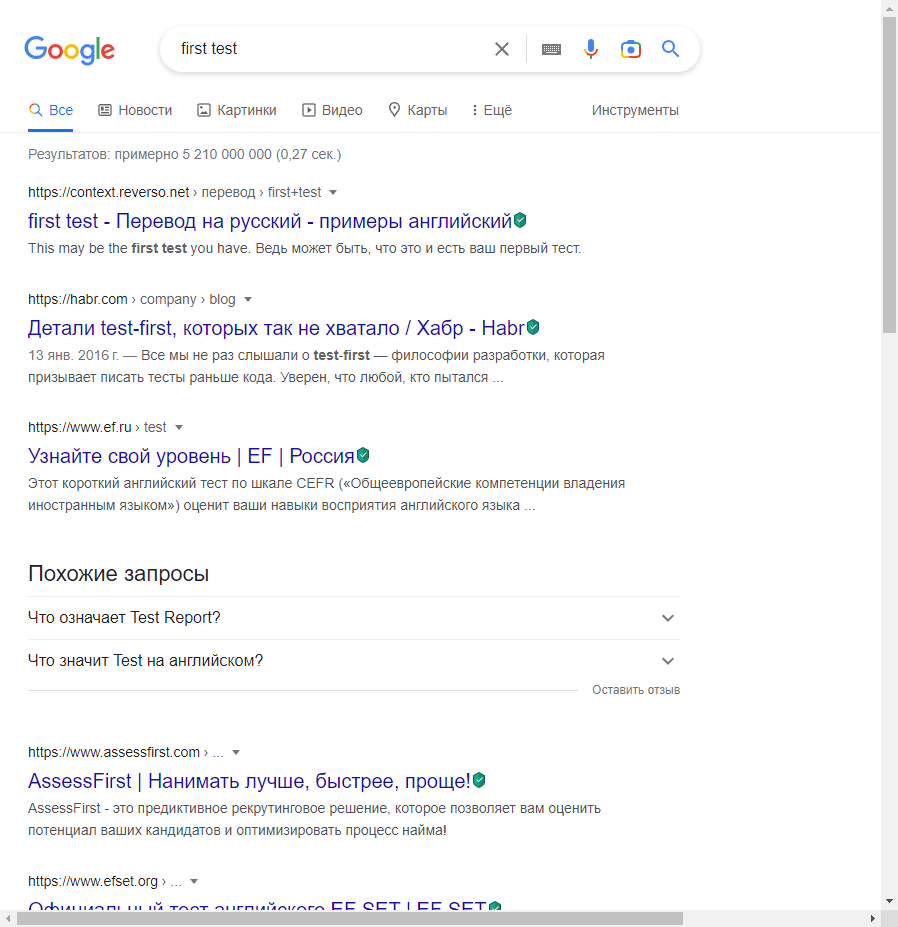 Google
first test
Все Новости Картинки Видео Карты Ещё Инструменты
Результатов: примерно 5 210 000 000 (0,27 сек.)
https://context.reverso.net › перевод › first+test
first test - Перевод на русский - примеры английский
This may be the first test you have. Ведь может быть, что это и есть ваш первый тест.
https://habr.com › company › blog
Детали test-first, которых так не хватало / Хабр - Habr
13 янв. 2016 г. — Все мы не раз слышали о test-first — философии разработки, которая
призывает писать тесты раньше кода. Уверен, что любой, кто пытался ...
https://www.ef.ru › test
Узнайте свой уровень | EF | Россия
Этот короткий английский тест по шкале CEFR («Общеевропейские компетенции владения
иностранным языком») оценит ваши навыки восприятия английского языка ...
Похожие запросы
Что означает Test Report?
Что значит Test на английском?
Оставить отзыв
https://www.assessfirst.com › ...
AssessFirst | Нанимать лучше, быстрее, проще!
AssessFirst - это предиктивное рекрутинговое решение, которое позволяет вам оценить
потенциал ваших кандидатов и оптимизировать процесс найма!
https://www.efset.org › ...
Официальный тест английского EF SET | EF SET